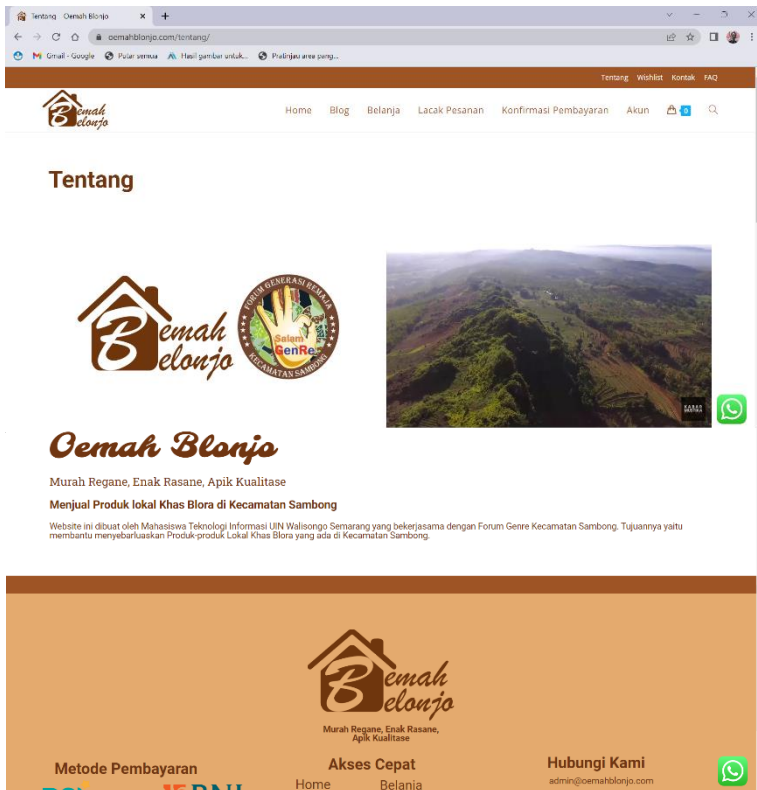 Tentang Oemah Blonjo
oemahblonjo.com/tentang/
Gmail - Google Putar semua Hasil gambar untuk... Pratinjau area pang...
Tentang Wishlist Kontak FAQ
Bemah
Belonjo
Home Blog Belanja Lacak Pesanan Konfirmasi Pembayaran Akun 0
Tentang
Bemah
Belonjo
FORUM GENERASI REMAJA
Salam
GenRe
KECAMATAN SAMBONG
Oemah Blonjo
Murah Regane, Enak Rasane, Apik Kualitase
Menjual Produk lokal Khas Blora di Kecamatan Sambong
Website ini dibuat oleh Mahasiswa Teknologi Informasi UIN Walisongo Semarang yang bekerjasama dengan Forum Genre Kecamatan Sambong. Tujuannya yaitu
membantu menyebarluaskan Produk-produk Lokal Khas Blora yang ada di Kecamatan Sambong.
Bemah
Belonjo
Murah Regane, Enak Rasane,
Apik Kualitase
Metode Pembayaran Akses Cepat Hubungi Kami
BNI Home Belanja admin@oemahblonjo.com